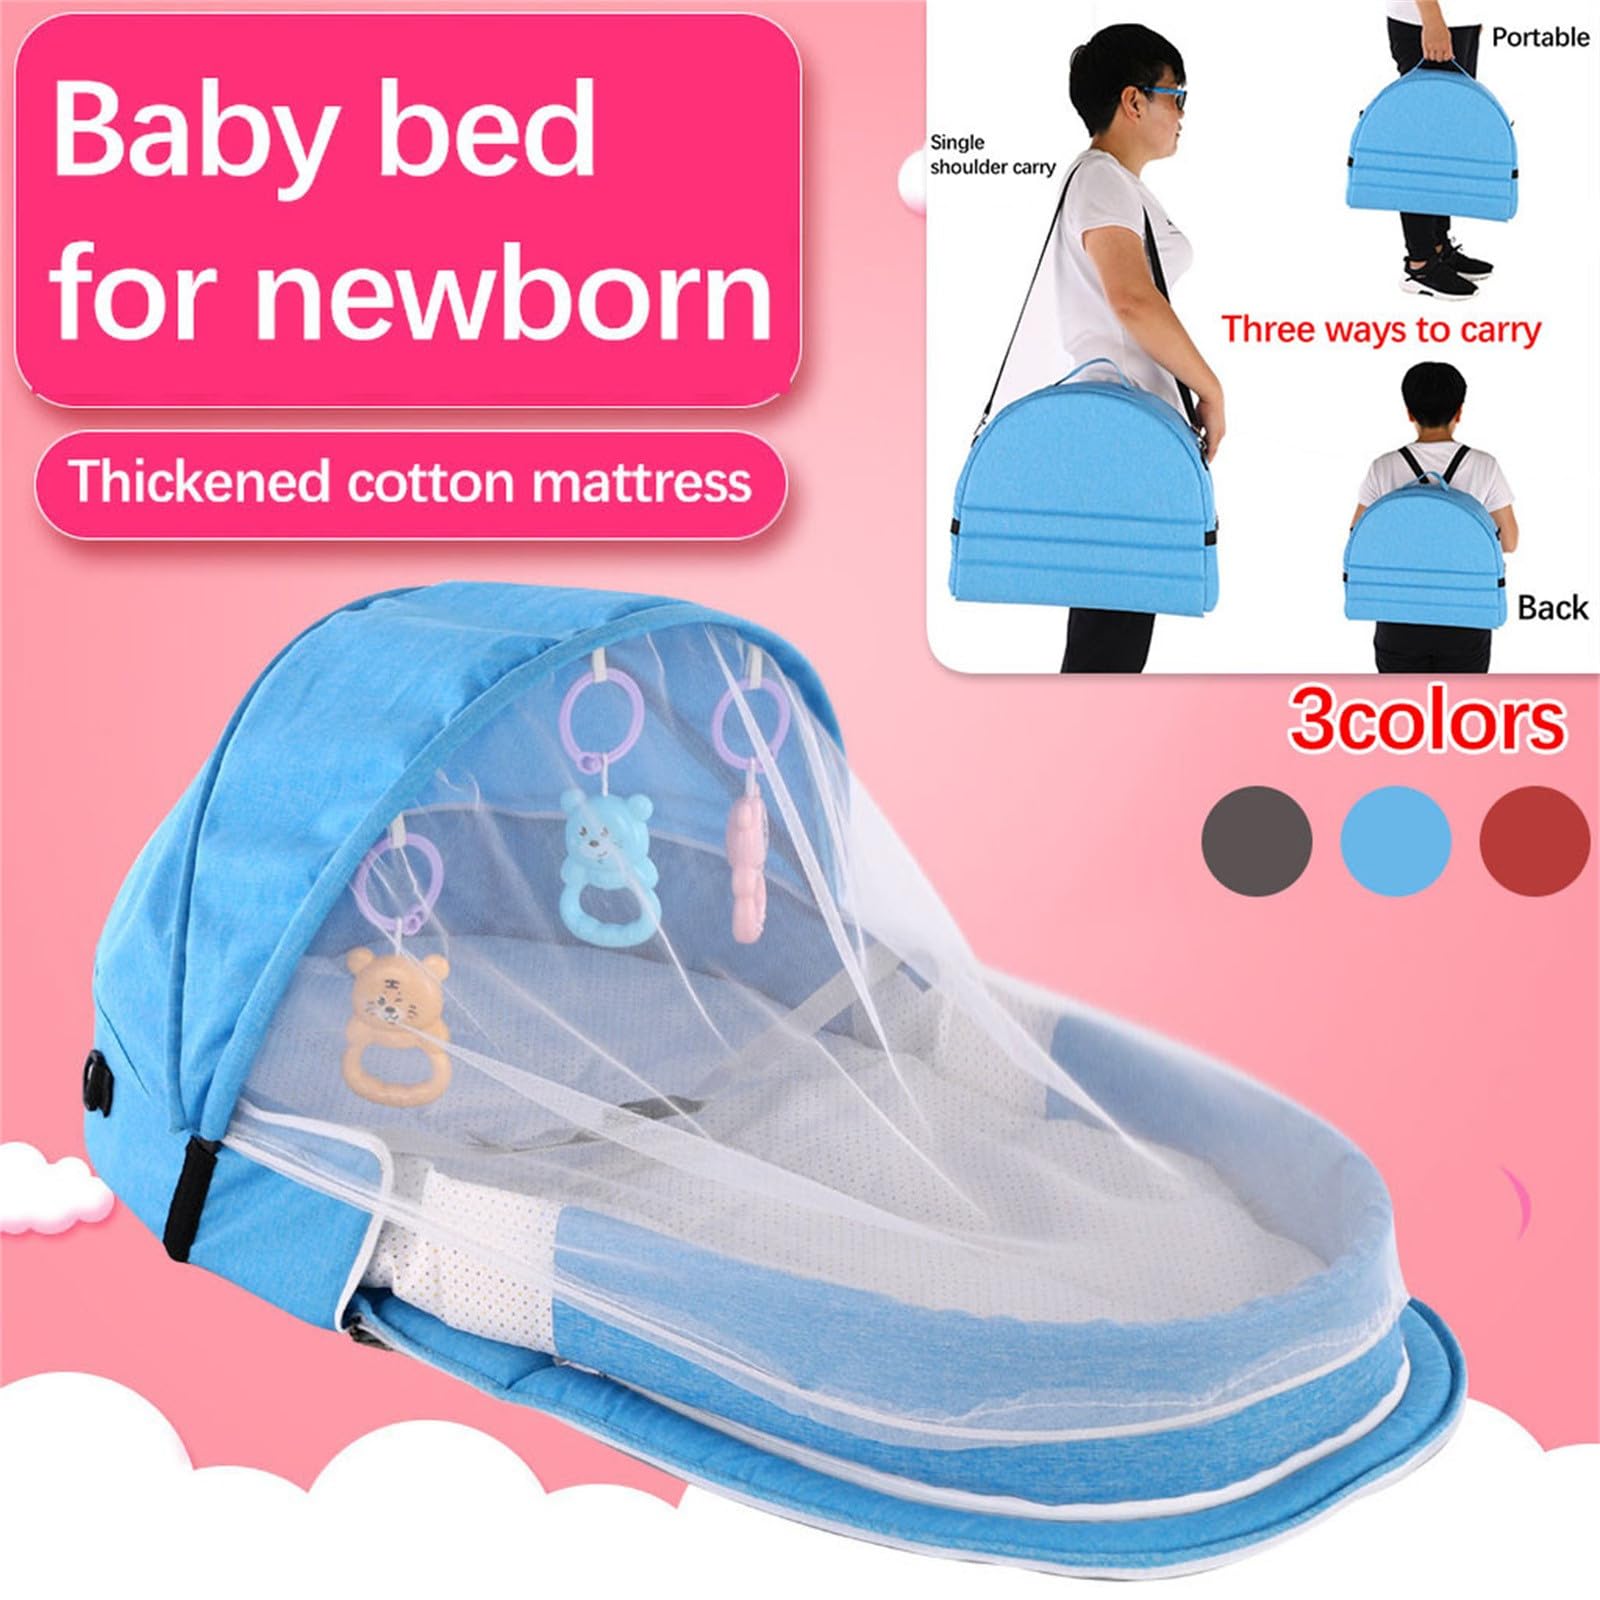 Baby bed
for newborn
Thickened cotton mattress
Single
shoulder carry
Portable
Three ways to carry
Back
3colors